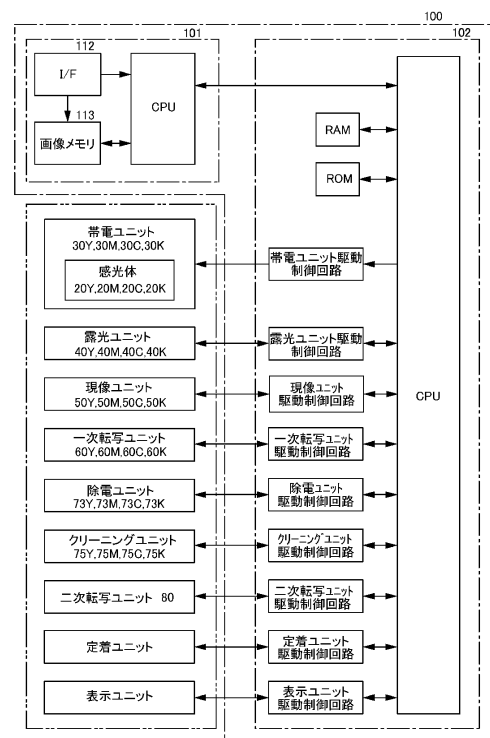 100
101
102
112
I/F
CPU
113
画像メモリ
RAM
ROM
CPU
帯電ユニット
30Y,30M,30C,30K
感光体
20Y,20M,20C,20K
帯電ユニット駆動
制御回路
露光ユニット
40Y,40M,40C,40K
露光ユニット駆動
制御回路
現像ユニット
50Y,50M,50C,50K
現像ユニット
駆動制御回路
一次転写ユニット
60Y,60M,60C,60K
一次転写ユニット
駆動制御回路
除電ユニット
73Y,73M,73C,73K
除電ユニット
駆動制御回路
クリーニングユニット
75Y,75M,75C,75K
クリーニングユニット
駆動制御回路
二次転写ユニット 80
二次転写ユニット
駆動制御回路
定着ユニット
定着ユニット
駆動制御回路
表示ユニット
表示ユニット
駆動制御回路